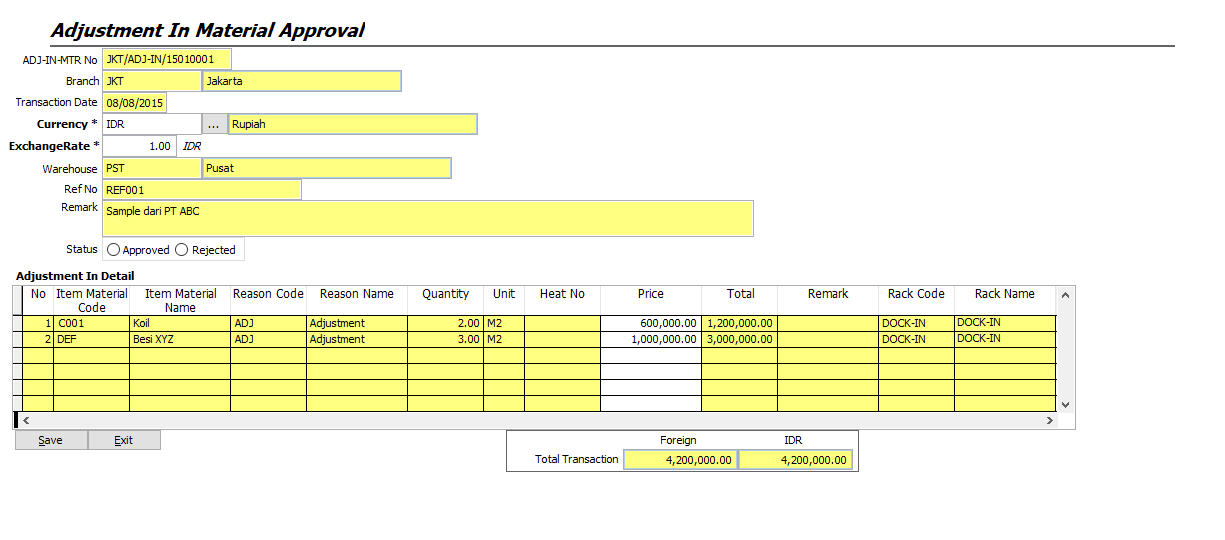 Adjustment In Material Approval
ADJ-IN-MTR No JKT/ADJ-IN/15010001
Branch JKT Jakarta
Transaction Date 08/08/2015
Currency * IDR ... Rupiah
ExchangeRate * 1.00 IDR
Warehouse PST Pusat
Ref No REF001
Remark Sample dari PT ABC
Status Approved Rejected
Adjustment In Detail
No Item Material Code Item Material Name Reason Code Reason Name Quantity Unit Heat No Price Total Remark Rack Code Rack Name
1 C001 Koil ADJ Adjustment 2.00 M2 600,000.00 1,200,000.00 DOCK-IN DOCK-IN
2 DEF Besi XYZ ADJ Adjustment 3.00 M2 1,000,000.00 3,000,000.00 DOCK-IN DOCK-IN
Save Exit
Foreign IDR
Total Transaction 4,200,000.00 4,200,000.00